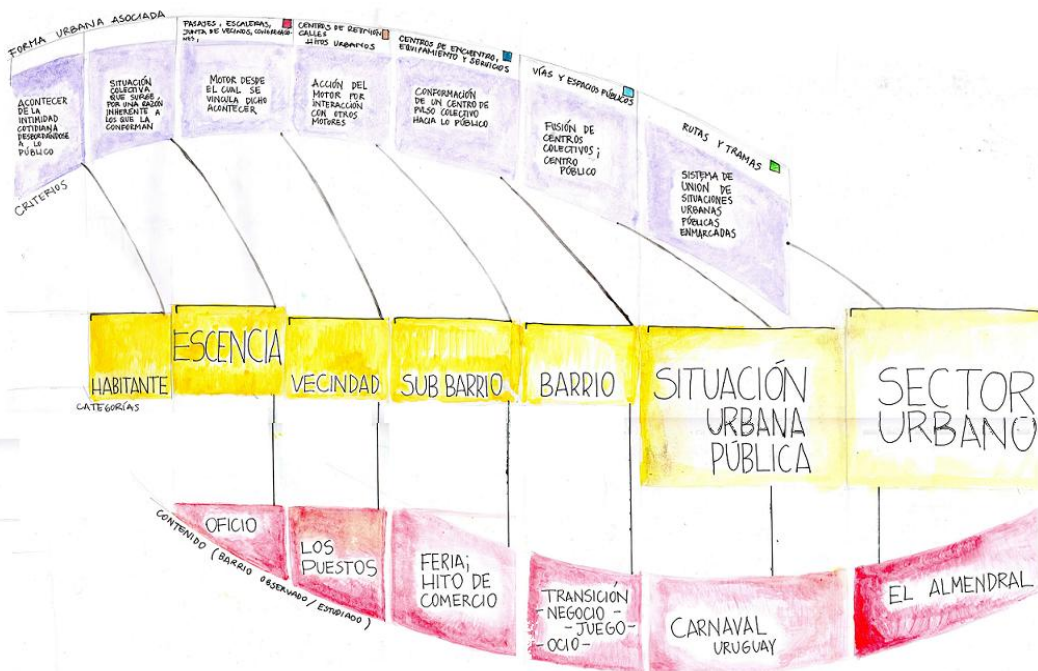 FORMA URBANA ASOCIADA
PASAJES, ESCALERAS,
JUNTA DE VECINOS,
CENTROS DE REUNIÓN
CALLES
HITOS URBANOS
CENTROS DE ENCUENTRO,
EQUIPAMIENTO Y SERVICIOS
VÍAS Y ESPACIOS PÚBLICOS
RUTAS Y TRAMAS
ACONTECER
DE LA
INTIMIDAD
COTIDIANA
DESBORDÁNDOSE
A LO
PÚBLICO
SITUACIÓN
COLECTIVA
QUE SURGE,
POR UNA RAZÓN
INHERENTE A
LOS QUE LA
CONFORMAN
MOTOR DESDE
EL CUAL SE
VINCULA DICHO
ACONTECER
ACCIÓN DEL
MOTOR POR
INTERACCIÓN
CON OTROS
MOTORES
CONFORMACIÓN
DE UN CENTRO DE
PULSO COLECTIVO
HACIA LO PÚBLICO
FUSIÓN DE
CENTROS
COLECTIVOS;
CENTRO
PÚBLICO
SISTEMA DE
UNIÓN DE
SITUACIONES
URBANAS
PÚBLICAS
ENMARCADAS
CRITERIOS
HABITANTE
ESCENCIA
VECINDAD
SUB BARRIO
BARRIO
SITUACIÓN
URBANA
PÚBLICA
SECTOR
URBANO
CATEGORÍAS
OFICIO
LOS
PUESTOS
FERIA;
HITO DE
COMERCIO
TRANSICIÓN
-NEGOCIO-
-JUEGO-
-OCIO-
CARNAVAL
URUGUAY
EL ALMENDRAL
CONTENIDO (BARRIO OBSERVADO / ESTUDIADO)